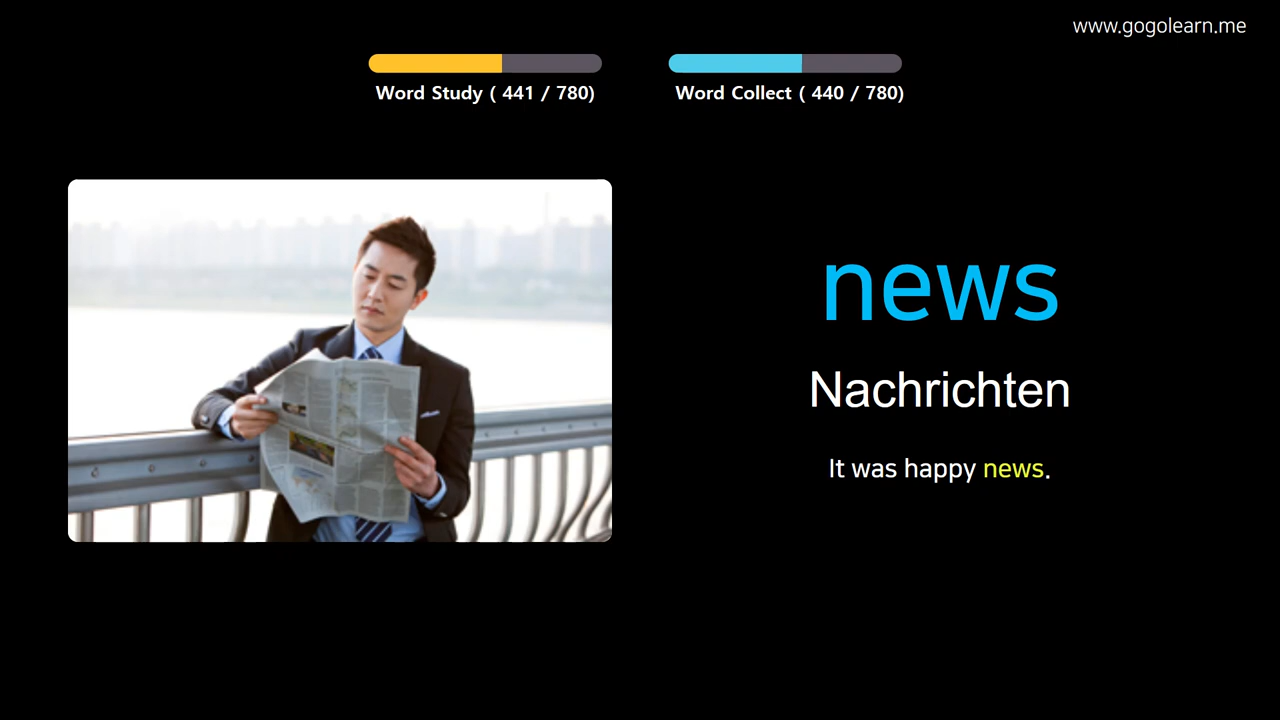 www.gogolearn.me
Word Study ( 441 / 780)
Word Collect ( 440 / 780)
news
Nachrichten
It was happy news.